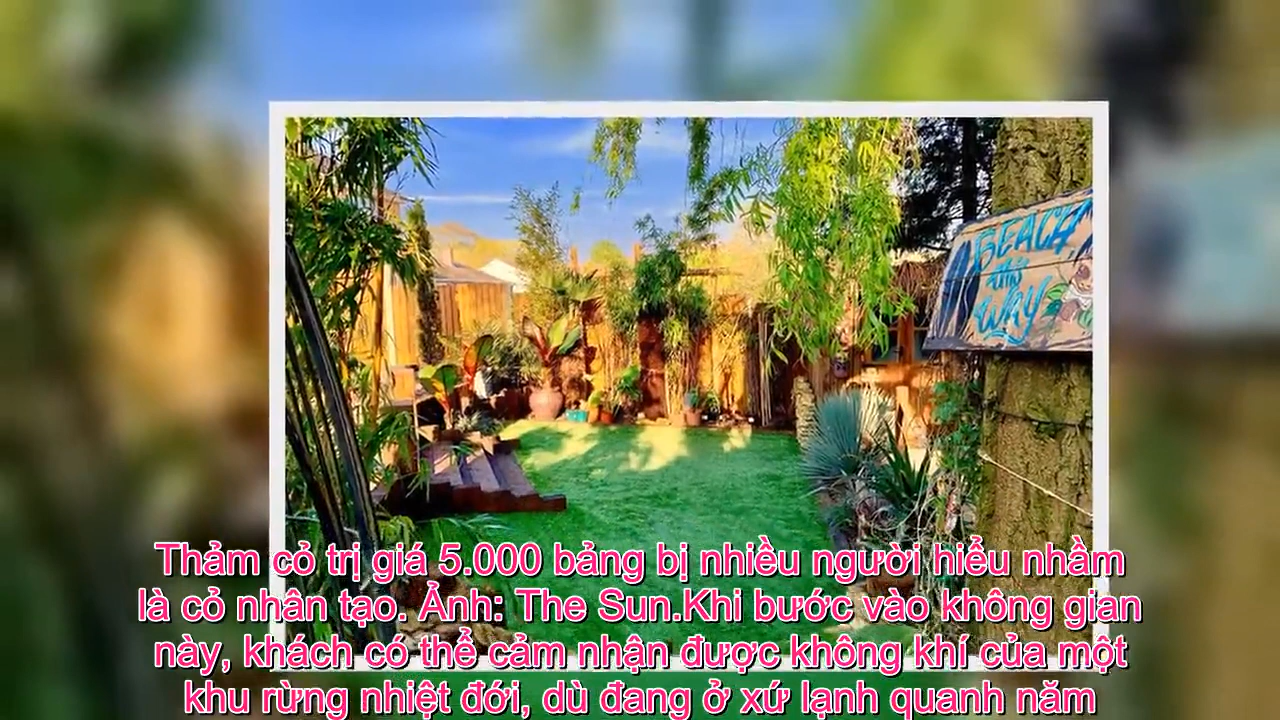 BEACH
this
WAY
Thảm cỏ trị giá 5.000 bảng bị nhiều người hiểu nhầm
là cỏ nhân tạo. Ảnh: The Sun.Khi bước vào không gian
này, khách có thể cảm nhận được không khí của một
khu rừng nhiệt đới, dù đang ở xứ lạnh quanh năm